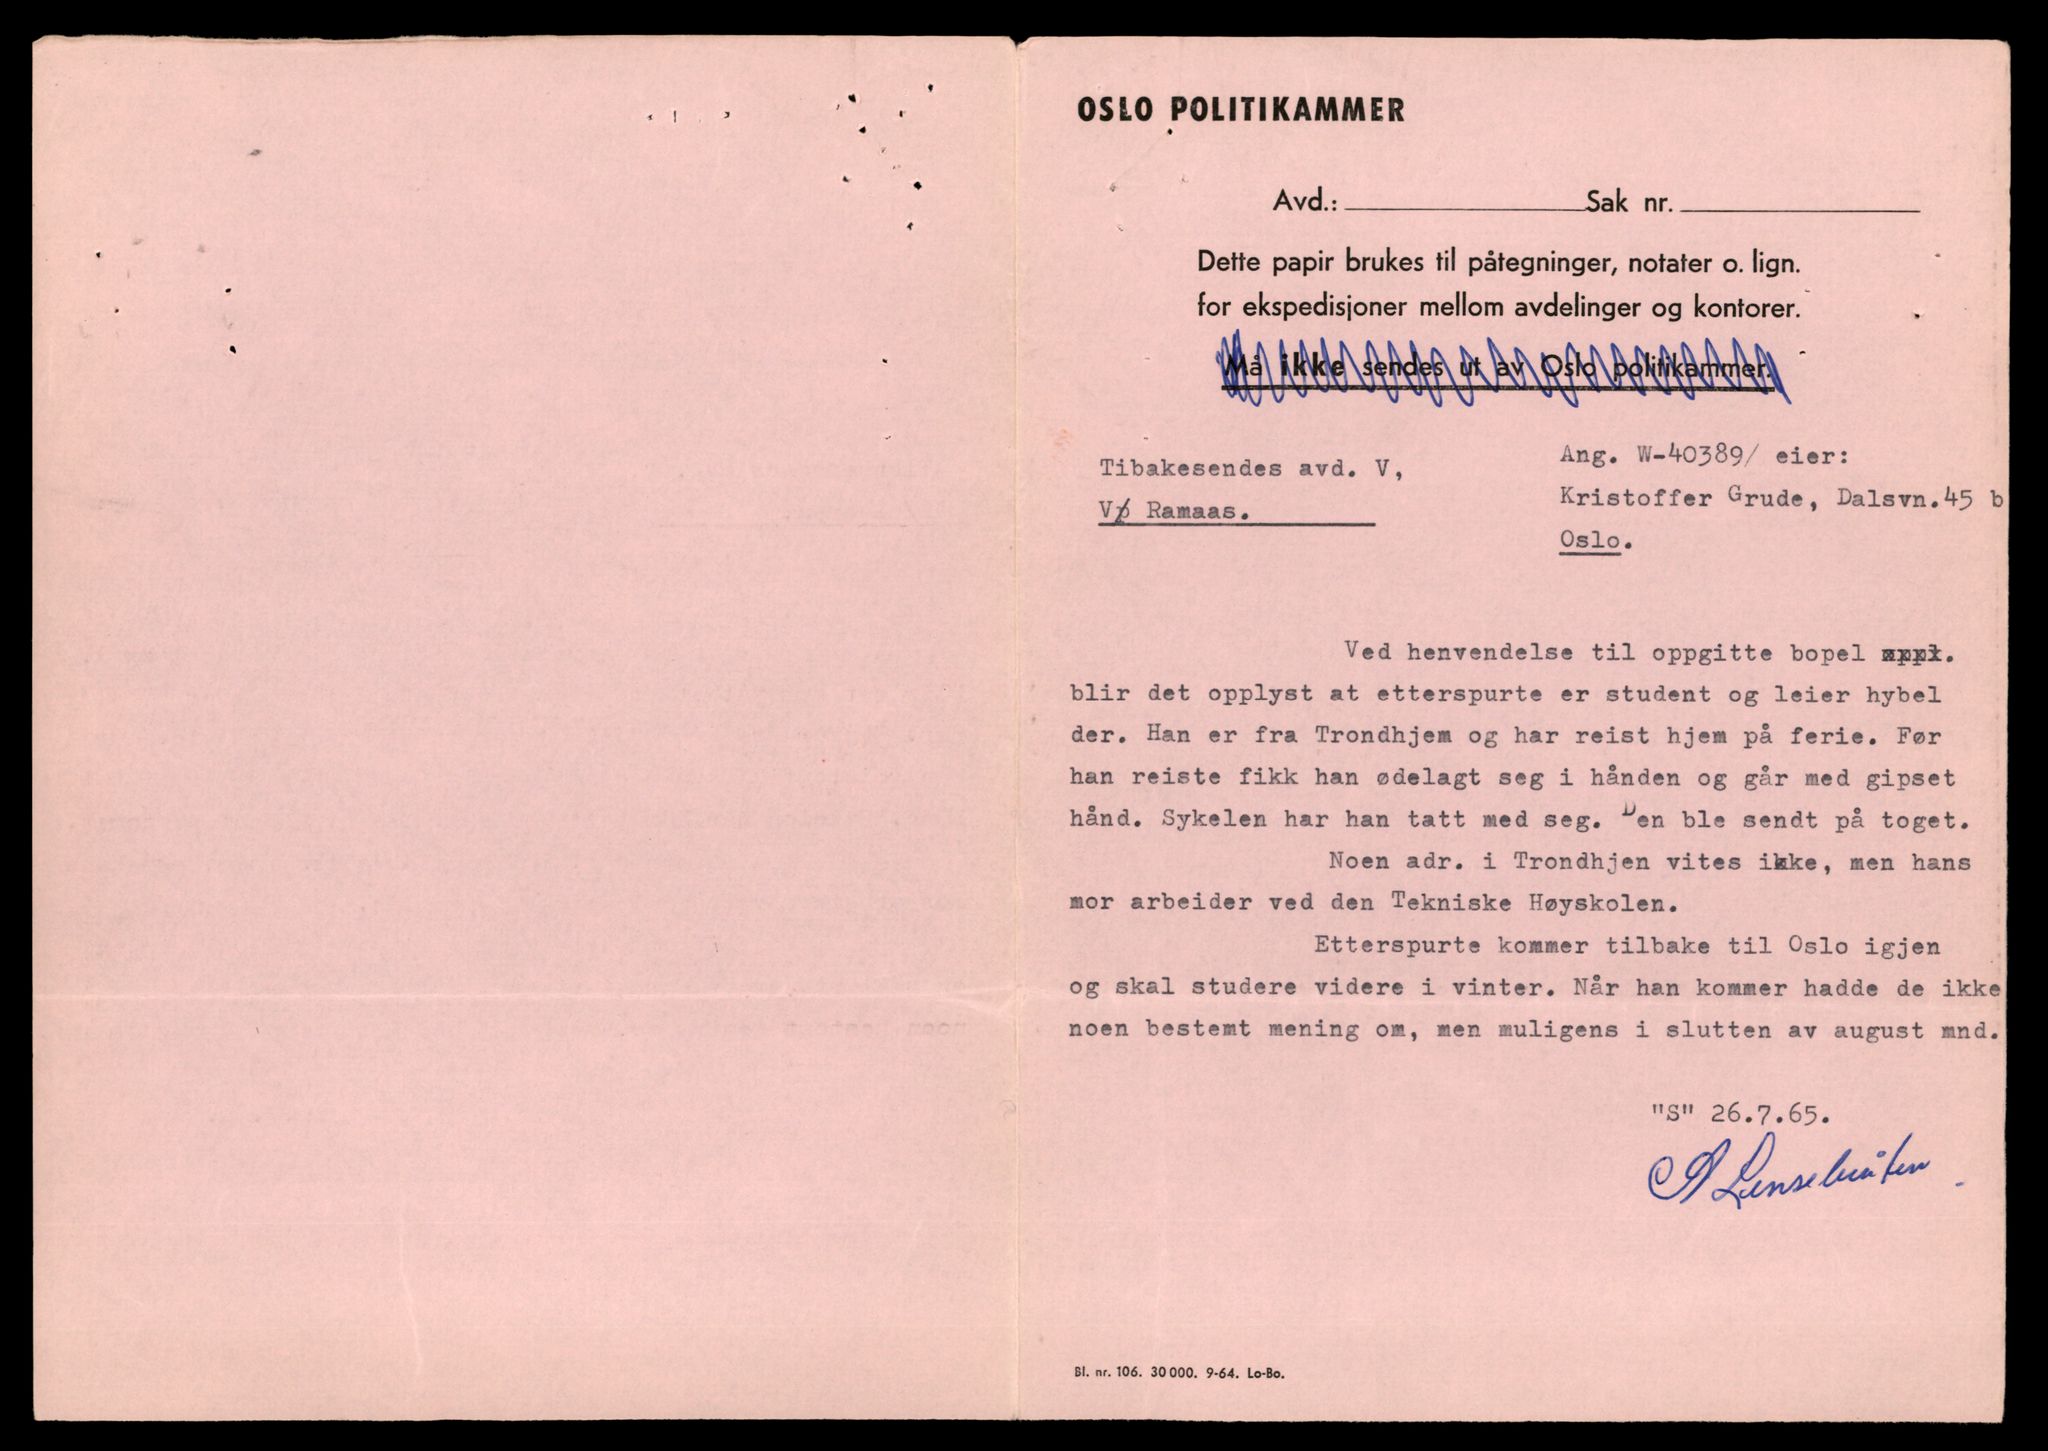 OSLO POLITIKAMMER
Avd.: Sak nr.
Dette papir brukes til påtegninger, notater o. lign.
for ekspedisjoner mellom avdelinger og kontorer.
Må ikke sendes ut av Oslo politikammer.
Tibakesendes avd. V,
Vp Ramaas.
Ang. W-40389/ eier:
Kristoffer Grude, Dalsvn.45 b
Oslo.
Ved henvendelse til oppgitte bopel
blir det opplyst at etterspurte er student og leier hybel
der. Han er fra Trondhjem og har reist hjem på ferie. Før
han reiste fikk han ødelagt seg i hånden og går med gipset
hånd. Sykelen har han tatt med seg. Den ble sendt på toget.
Noen adr. i Trondhjen vites ikke, men hans
mor arbeider ved den Tekniske Høyskolen.
Etterspurte kommer tilbake til Oslo igjen
og skal studere videre i vinter. Når han kommer hadde de ikke
noen bestemt mening om, men muligens i slutten av august mnd.
"S" 26.7.65.
Bl. nr. 106. 30 000. 9-64. Lo-Bo.